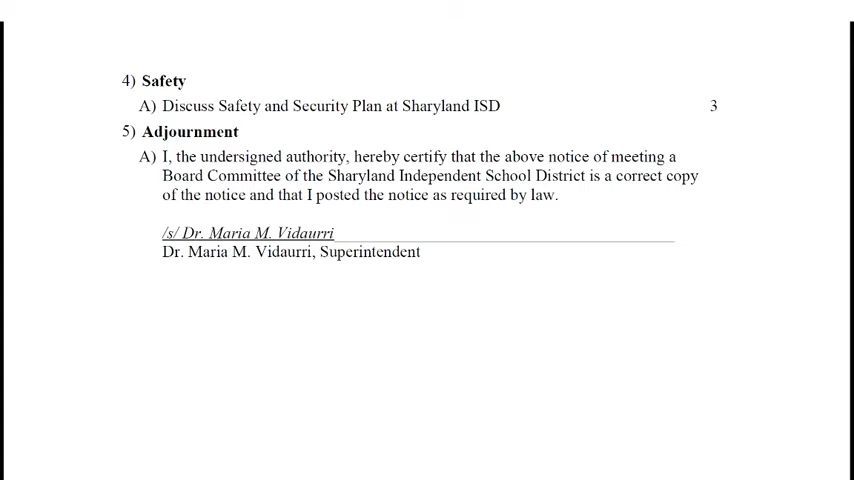 4) Safety
A) Discuss Safety and Security Plan at Sharyland ISD 3
5) Adjournment
A) I, the undersigned authority, hereby certify that the above notice of meeting a
Board Committee of the Sharyland Independent School District is a correct copy
of the notice and that I posted the notice as required by law.
/s/ Dr. Maria M. Vidaurri
Dr. Maria M. Vidaurri, Superintendent